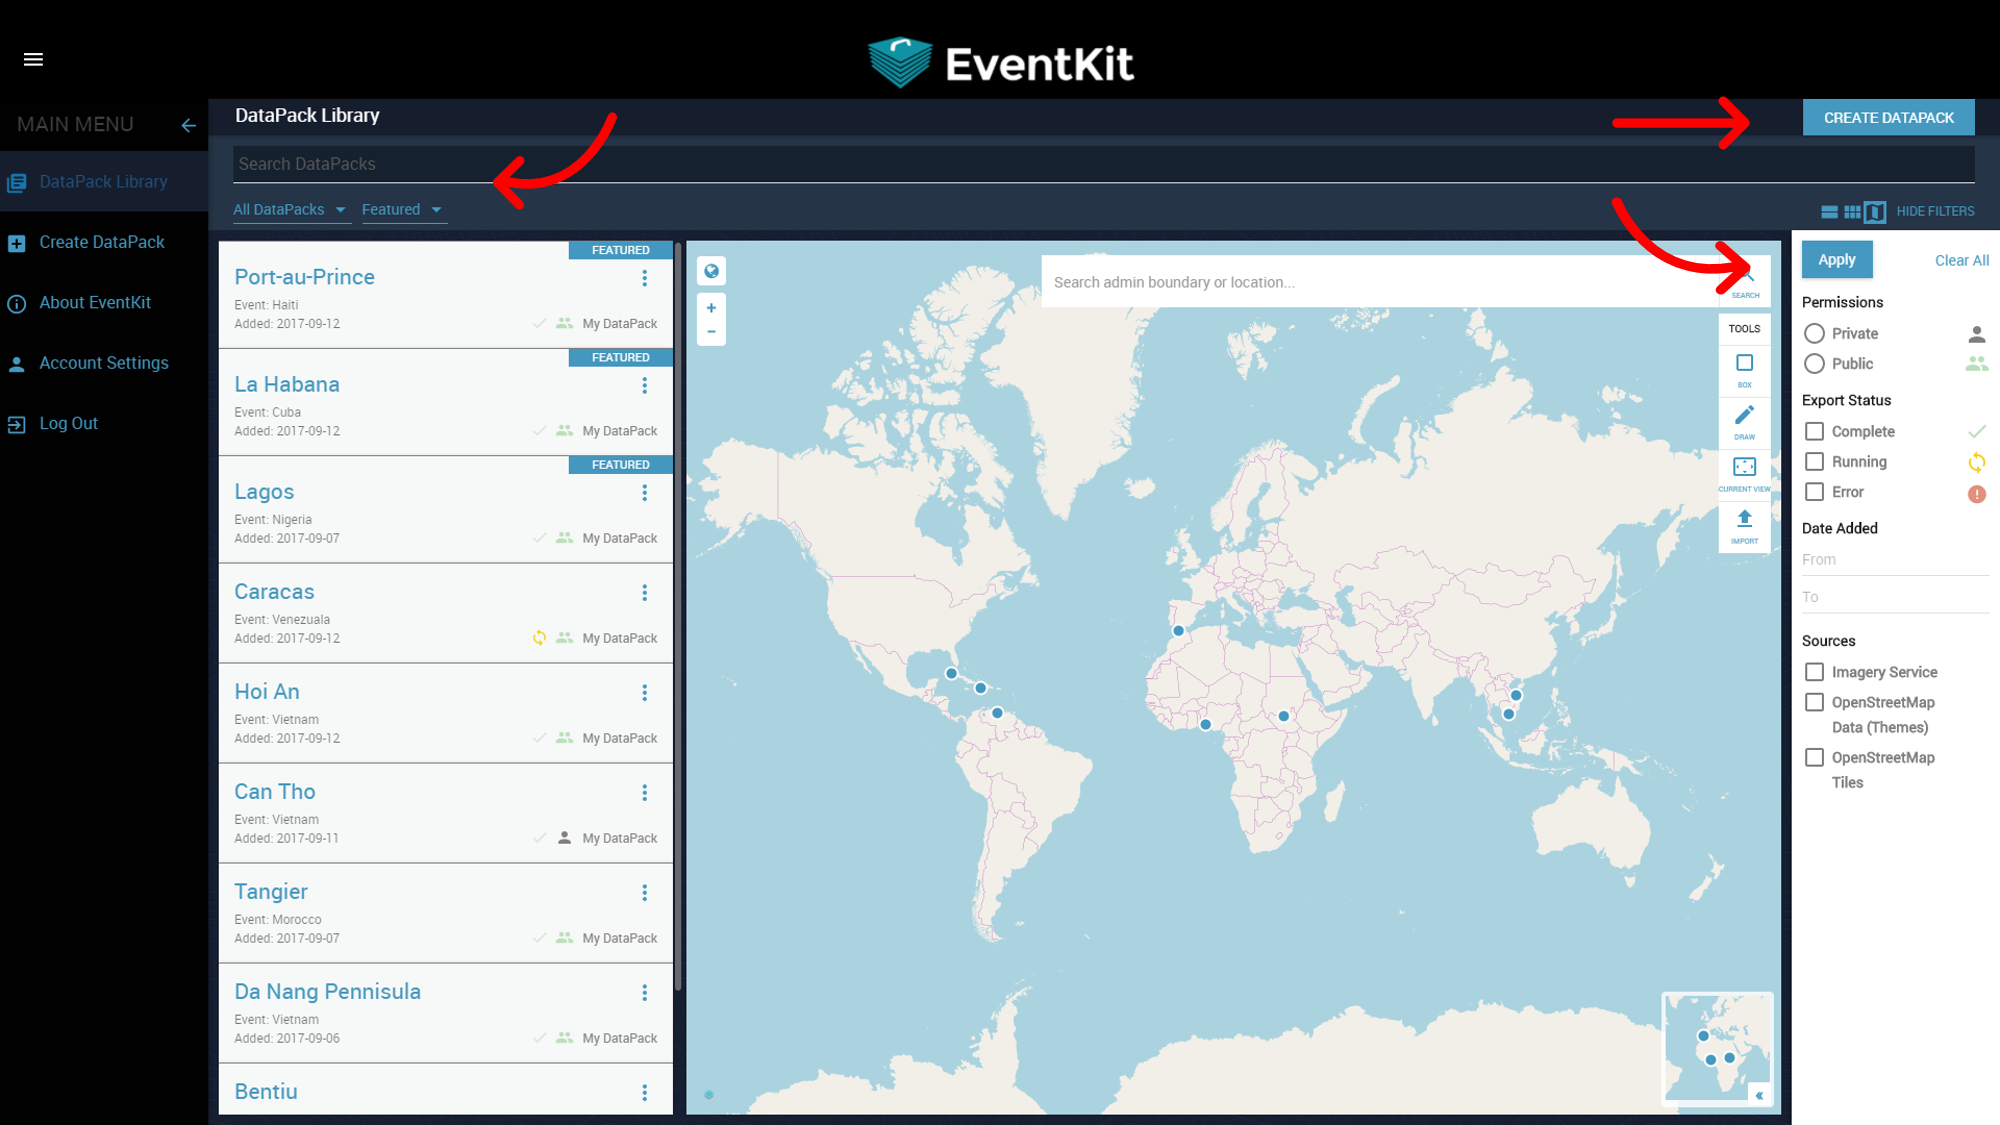 EventKit
MAIN MENU
DataPack Library
Create DataPack
About EventKit
Account Settings
Log Out
DataPack Library
CREATE DATAPACK
Search DataPacks
All DataPacks
Featured
HIDE FILTERS
FEATURED
Port-au-Prince
Event: Haiti
Added: 2017-09-12
My DataPack
FEATURED
La Habana
Event: Cuba
Added: 2017-09-12
My DataPack
FEATURED
Lagos
Event: Nigeria
Added: 2017-09-07
My DataPack
Caracas
Event: Venezuala
Added: 2017-09-12
My DataPack
Hoi An
Event: Vietnam
Added: 2017-09-12
My DataPack
Can Tho
Event: Vietnam
Added: 2017-09-11
My DataPack
Tangier
Event: Morocco
Added: 2017-09-07
My DataPack
Da Nang Pennisula
Event: Vietnam
Added: 2017-09-06
My DataPack
Bentiu
+
-
Search admin boundary or location...
SEARCH
TOOLS
BOX
DRAW
CURRENT VIEW
IMPORT
«
Apply
Clear All
Permissions
Private
Public
Export Status
Complete
Running
Error
Date Added
From
To
Sources
Imagery Service
OpenStreetMap
Data (Themes)
OpenStreetMap
Tiles